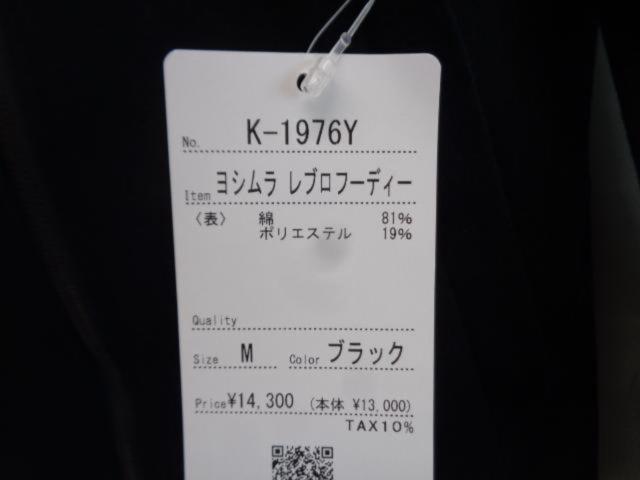 No. K-1976Y
Item ヨシムラ レブロフーディー
〈表〉 綿 81%
ポリエステル 19%
Quality
Size M Color ブラック
Price ¥14,300 (本体 ¥13,000)
TAX10%